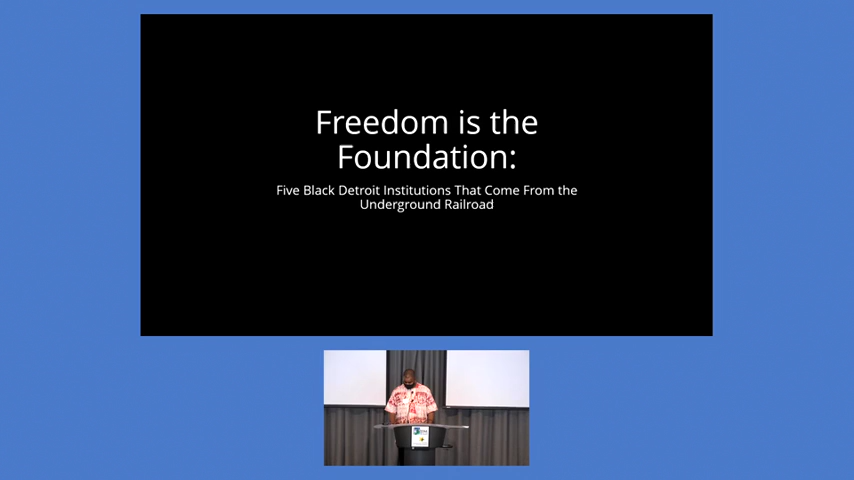 Freedom is the
Foundation:
Five Black Detroit Institutions That Come From the
Underground Railroad